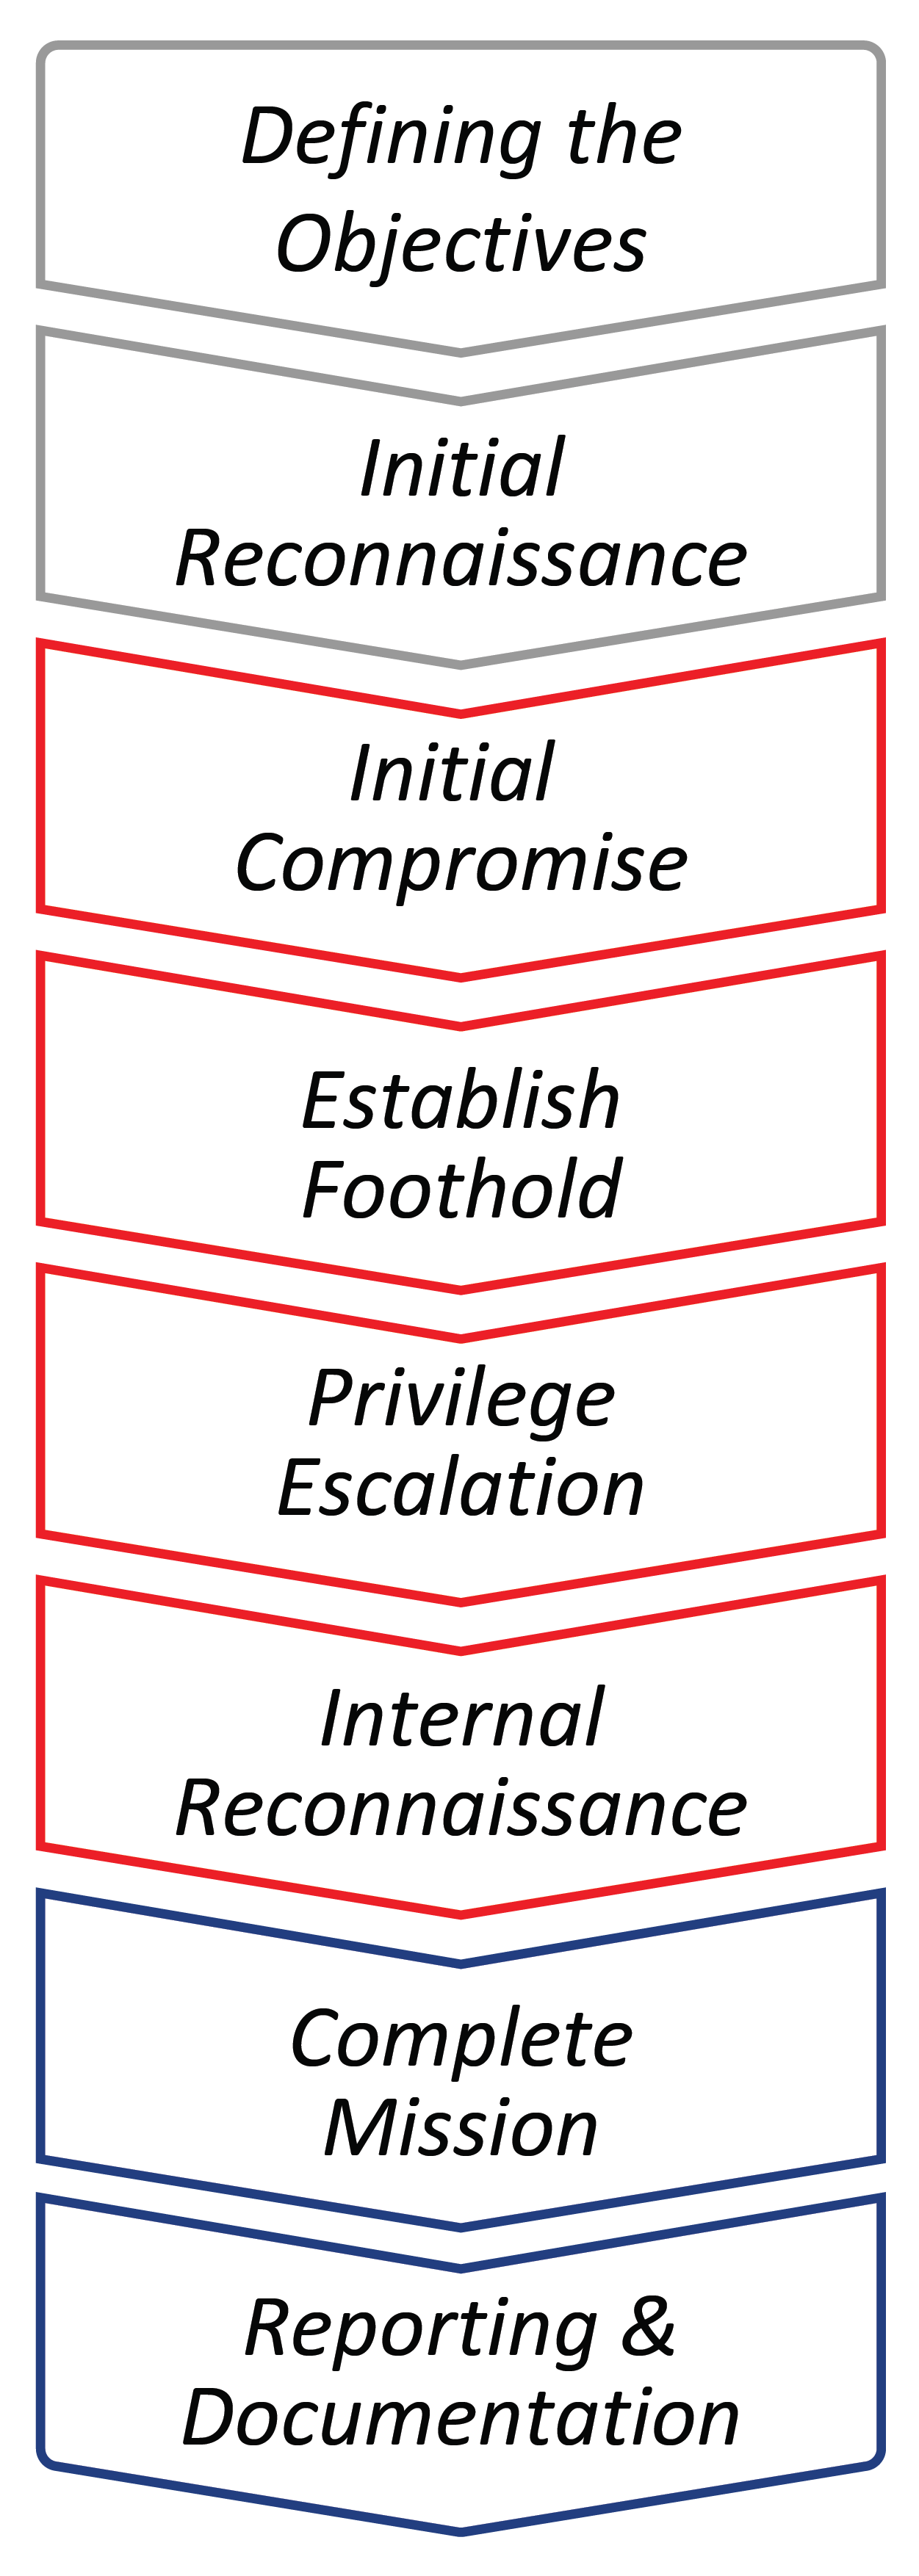 Defining the
Objectives
Initial
Reconnaissance
Initial
Compromise
Establish
Foothold
Privilege
Escalation
Internal
Reconnaissance
Complete
Mission
Reporting &
Documentation